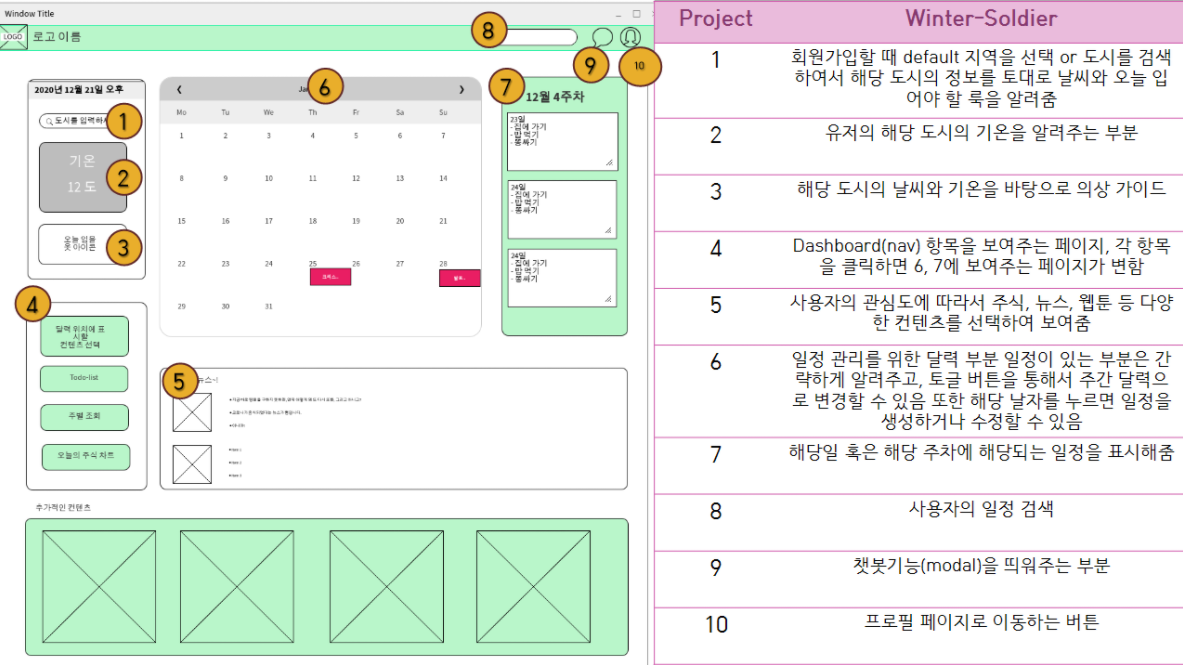 Window Title
LOGO
로고 이름
8
9
10
2020년 12월 21일 오후
도시를 입력하
1
기온
12 도
2
오늘 입을
옷 아이콘
3
4
달력 위치에 표
시할
컨텐츠 선택
Todo-list
주별 조회
오늘의 주식 차트
6
Mo Tu We Th Fr Sa Su
1 2 3 4 5 6 7
8 9 10 11 12 13 14
15 16 17 18 19 20 21
22 23 24 25 26 27 28
29 30 31
7
12월 4주차
23일
- 집에 가기
- 밥 먹기
- 똥싸기
24일
- 집에 가기
- 밥 먹기
- 똥싸기
24일
- 집에 가기
- 밥 먹기
- 똥싸기
5
뉴스~!
추가적인 컨텐츠
Project Winter-Soldier
1 회원가입할 때 default 지역을 선택 or 도시를 검색
하여서 해당 도시의 정보를 토대로 날씨와 오늘 입
어야 할 룩을 알려줌
2 유저의 해당 도시의 기온을 알려주는 부분
3 해당 도시의 날씨와 기온을 바탕으로 의상 가이드
4 Dashboard(nav) 항목을 보여주는 페이지, 각 항목
을 클릭하면 6, 7에 보여주는 페이지가 변함
5 사용자의 관심도에 따라서 주식, 뉴스, 웹툰 등 다양
한 컨텐츠를 선택하여 보여줌
6 일정 관리를 위한 달력 부분 일정이 있는 부분은 간
략하게 알려주고, 토글 버튼을 통해서 주간 달력으
로 변경할 수 있음 또한 해당 날자를 누르면 일정을
생성하거나 수정할 수 있음
7 해당일 혹은 해당 주차에 해당되는 일정을 표시해줌
8 사용자의 일정 검색
9 챗봇기능(modal)을 띄워주는 부분
10 프로필 페이지로 이동하는 버튼